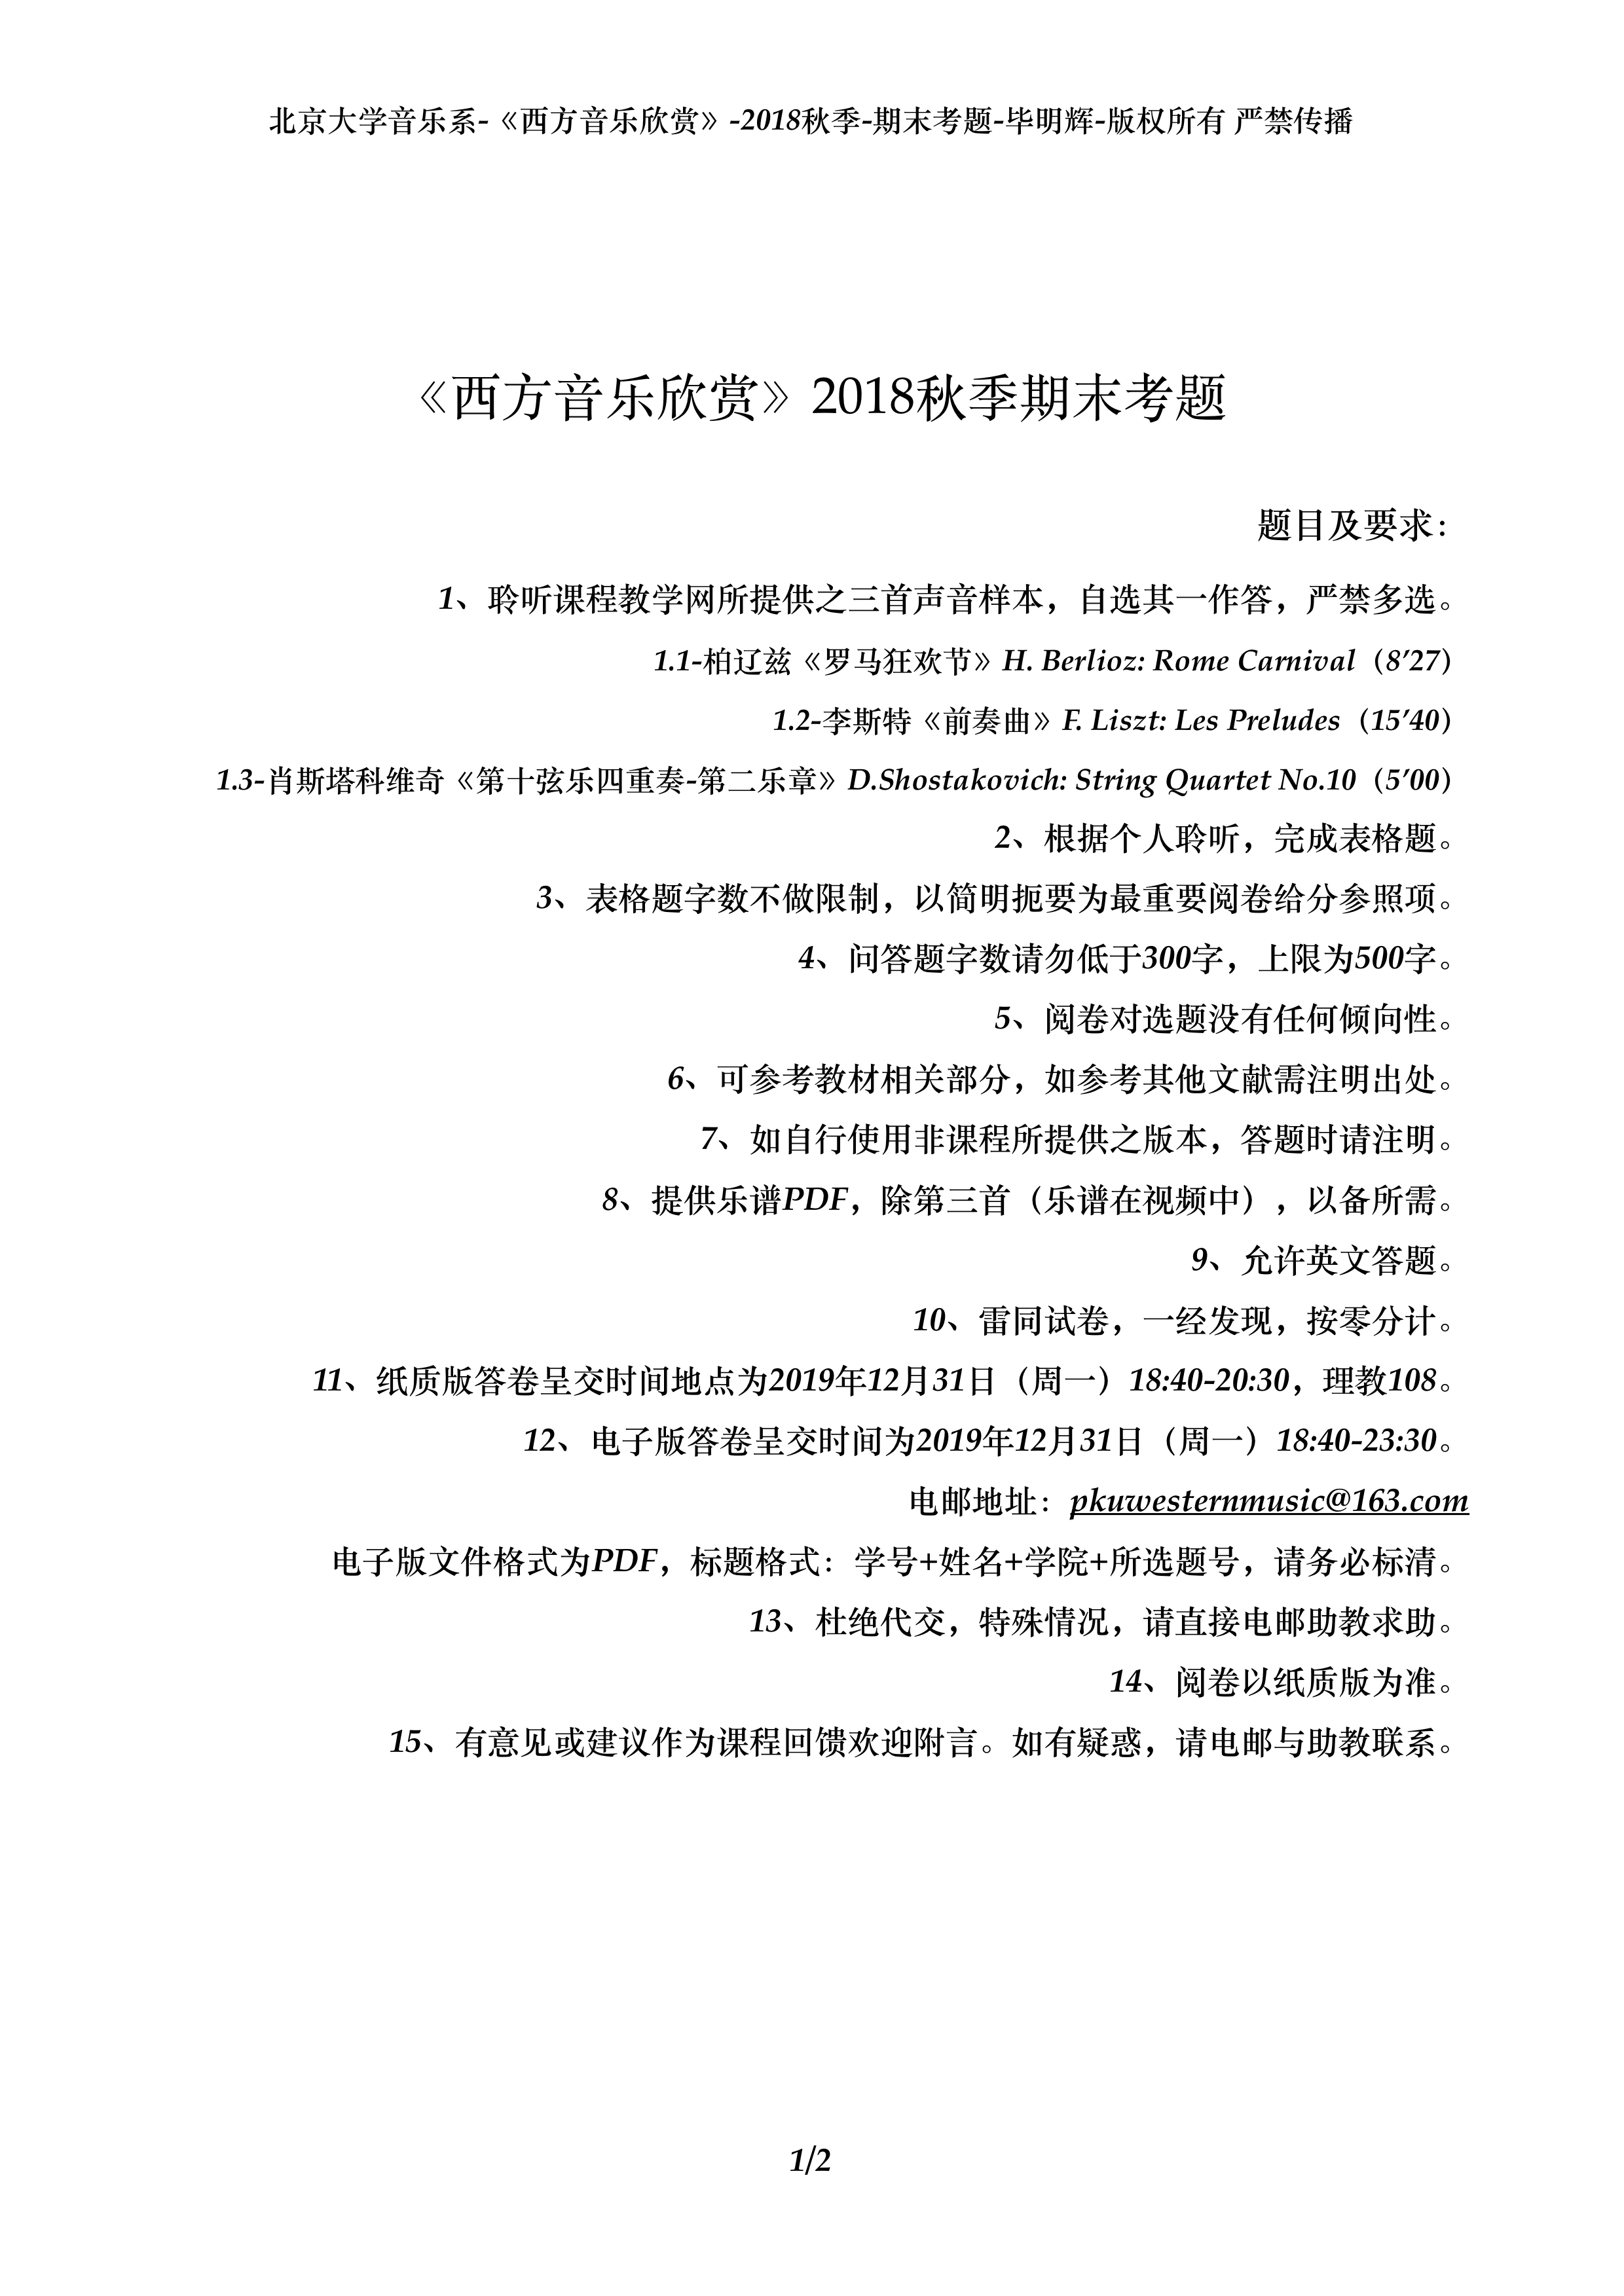 北京大学音乐系-《西方音乐欣赏》-2018秋季-期末考题-毕明辉-版权所有 严禁传播
《西方音乐欣赏》2018秋季期末考题
题目及要求：
1、聆听课程教学网所提供之三首声音样本，自选其一作答，严禁多选。
1.1-柏辽兹《罗马狂欢节》H. Berlioz: Rome Carnival（8’27）
1.2-李斯特《前奏曲》F. Liszt: Les Preludes（15’40）
1.3-肖斯塔科维奇《第十弦乐四重奏-第二乐章》D.Shostakovich: String Quartet No.10（5’00）
2、根据个人聆听，完成表格题。
3、表格题字数不做限制，以简明扼要为最重要阅卷给分参照项。
4、问答题字数请勿低于300字，上限为500字。
5、阅卷对选题没有任何倾向性。
6、可参考教材相关部分，如参考其他文献需注明出处。
7、如自行使用非课程所提供之版本，答题时请注明。
8、提供乐谱PDF，除第三首（乐谱在视频中），以备所需。
9、允许英文答题。
10、雷同试卷，一经发现，按零分计。
11、纸质版答卷呈交时间地点为2019年12月31日（周一）18:40-20:30，理教108。
12、电子版答卷呈交时间为2019年12月31日（周一）18:40-23:30。
电邮地址：pkuwesternmusic@163.com
电子版文件格式为PDF，标题格式：学号+姓名+学院+所选题号，请务必标清。
13、杜绝代交，特殊情况，请直接电邮助教求助。
14、阅卷以纸质版为准。
15、有意见或建议作为课程回馈欢迎附言。如有疑惑，请电邮与助教联系。
1/2